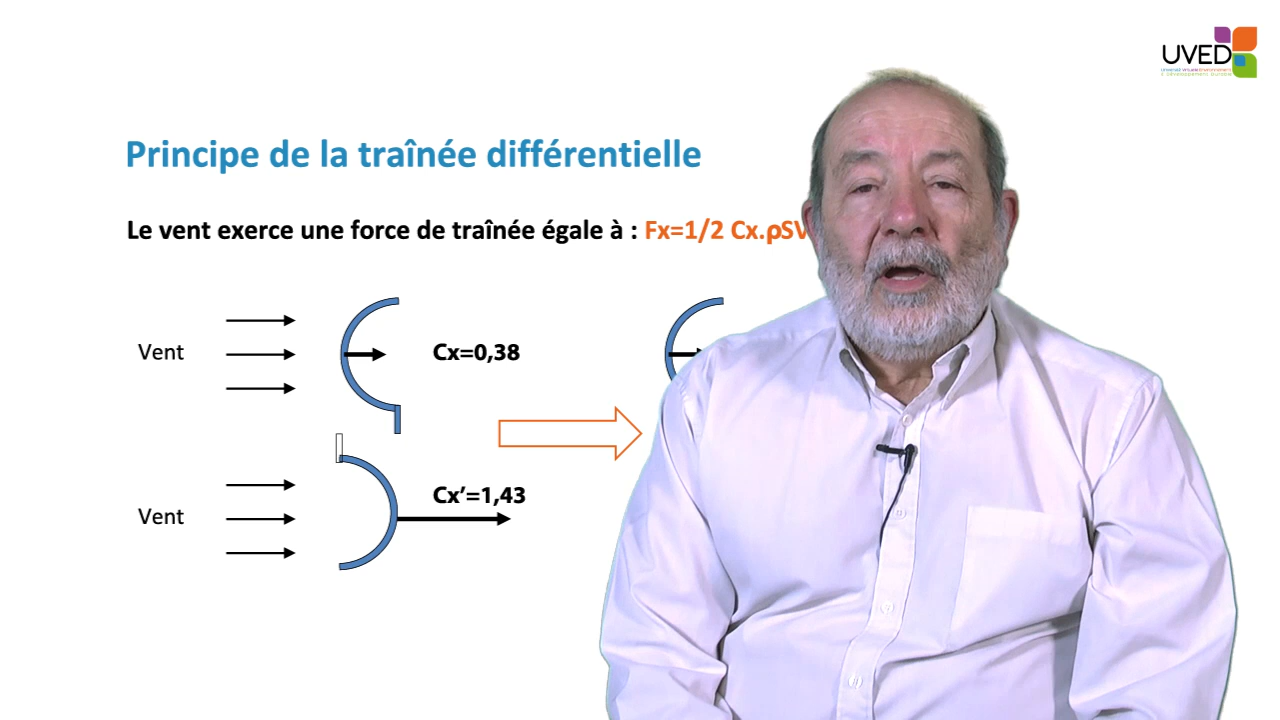 UVED
Principe de la traînée différentielle
Le vent exerce une force de traînée égale à : Fx=1/2 Cx.ρSV
Vent
Cx=0,38
Cx’=1,43
Vent